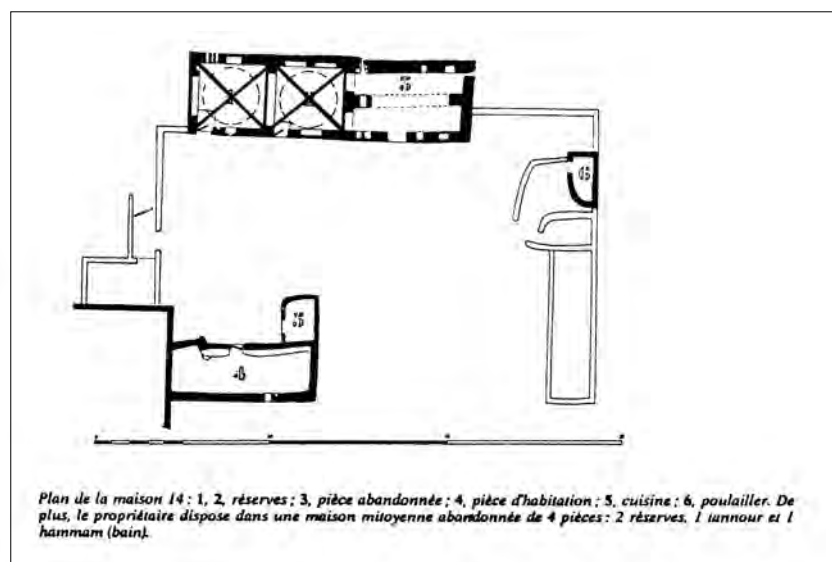 Plan de la maison 14 : 1, 2, réserves ; 3, pièce abandonnée ; 4, pièce d'habitation ; 5, cuisine ; 6, poulailler. De
plus, le propriétaire dispose dans une maison mitoyenne abandonnée de 4 pièces : 2 réserves, 1 tannour et 1
hammam (bain).